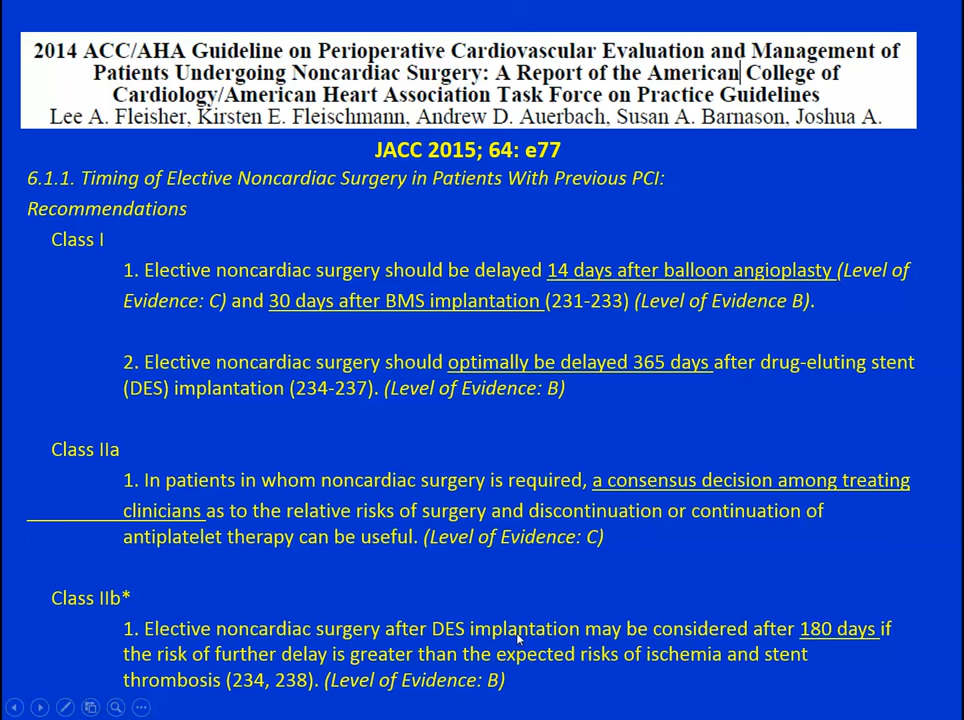 2014 ACC/AHA Guideline on Perioperative Cardiovascular Evaluation and Management of
Patients Undergoing Noncardiac Surgery: A Report of the American College of
Cardiology/American Heart Association Task Force on Practice Guidelines
Lee A. Fleisher, Kirsten E. Fleischmann, Andrew D. Auerbach, Susan A. Barnason, Joshua A.
JACC 2015; 64: e77
6.1.1. Timing of Elective Noncardiac Surgery in Patients With Previous PCI:
Recommendations
Class I
1. Elective noncardiac surgery should be delayed 14 days after balloon angioplasty (Level of
Evidence: C) and 30 days after BMS implantation (231-233) (Level of Evidence B).
2. Elective noncardiac surgery should optimally be delayed 365 days after drug-eluting stent
(DES) implantation (234-237). (Level of Evidence: B)
Class IIa
1. In patients in whom noncardiac surgery is required, a consensus decision among treating
clinicians as to the relative risks of surgery and discontinuation or continuation of
antiplatelet therapy can be useful. (Level of Evidence: C)
Class IIb*
1. Elective noncardiac surgery after DES implantation may be considered after 180 days if
the risk of further delay is greater than the expected risks of ischemia and stent
thrombosis (234, 238). (Level of Evidence: B)